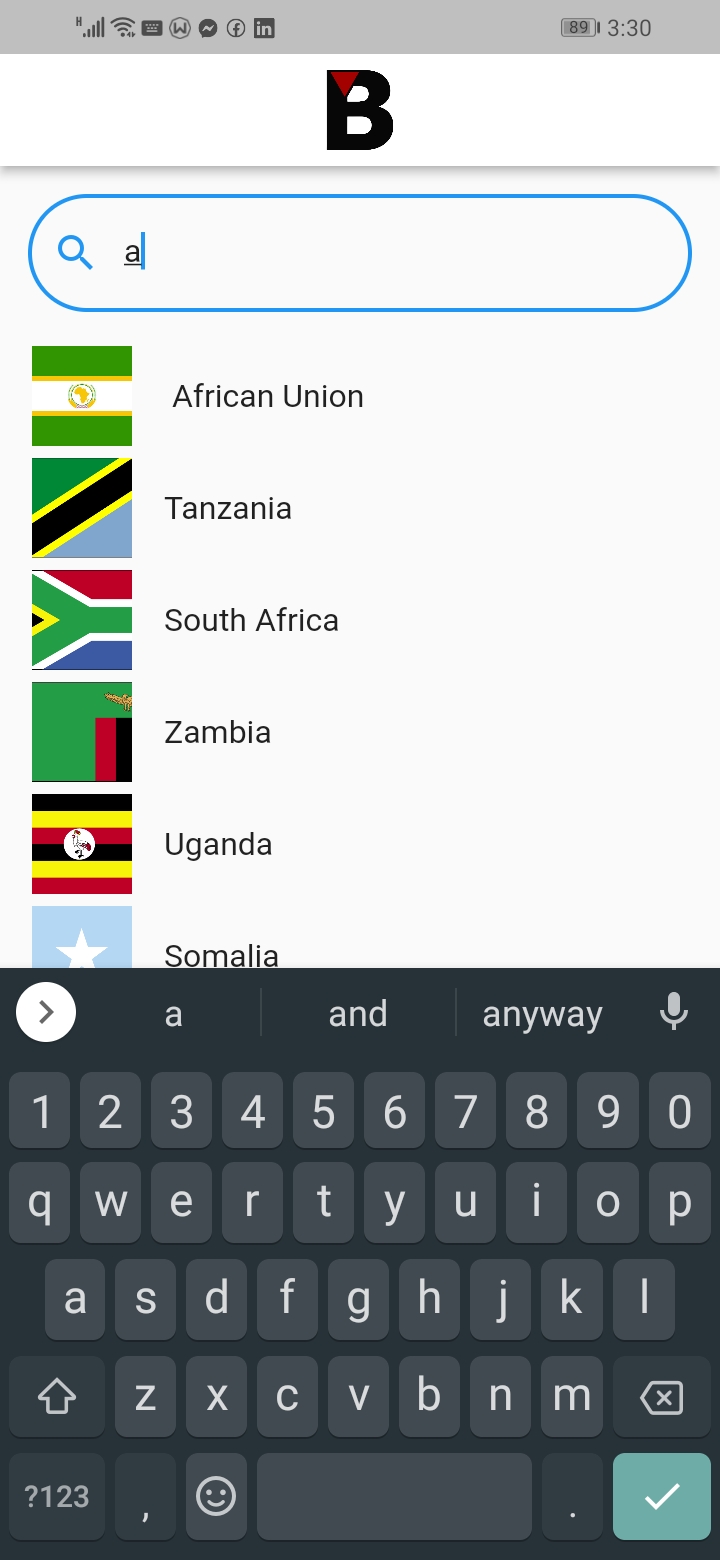 H 89 3:30
B
a
African Union
Tanzania
South Africa
Zambia
Uganda
Somalia
a and anyway
1 2 3 4 5 6 7 8 9 0
q w e r t y u i o p
a s d f g h j k l
z x c v b n m
?123 , .